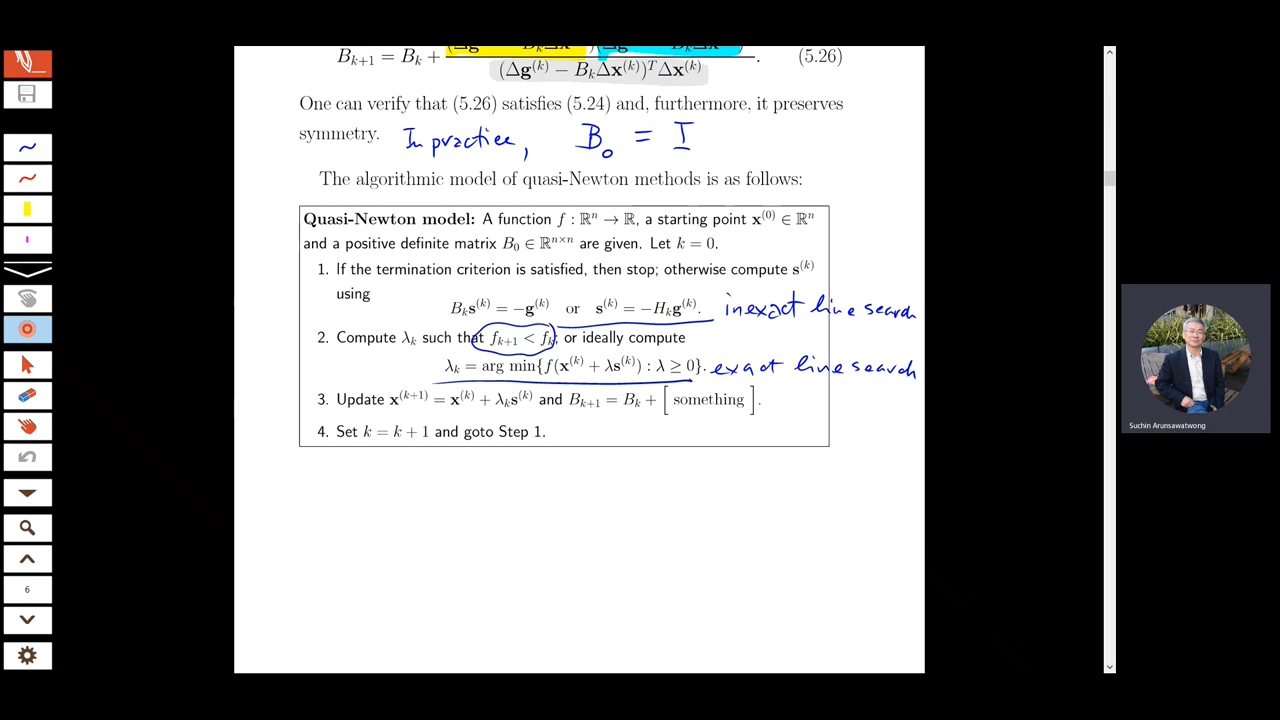 B_{k+1} = B_k + (Δg^{(k)} − B_kΔx^{(k)})(Δg^{(k)} − B_kΔx^{(k)})^T / (Δg^{(k)} − B_kΔx^{(k)})^T Δx^{(k)} . (5.26)
One can verify that (5.26) satisfies (5.24) and, furthermore, it preserves
symmetry. In practice, B_0 = I
The algorithmic model of quasi-Newton methods is as follows:
Quasi-Newton model: A function f : ℝ^n → ℝ, a starting point x^{(0)} ∈ ℝ^n
and a positive definite matrix B_0 ∈ ℝ^{n×n} are given. Let k = 0.
1. If the termination criterion is satisfied, then stop; otherwise compute s^{(k)}
using
B_k s^{(k)} = −g^{(k)} or s^{(k)} = −H_k g^{(k)}. inexact line search
2. Compute λ_k such that f_{k+1} < f_k, or ideally compute
λ_k = arg min{f(x^{(k)} + λs^{(k)}) : λ ≥ 0}. exact line search
3. Update x^{(k+1)} = x^{(k)} + λ_k s^{(k)} and B_{k+1} = B_k + [ something ].
4. Set k = k + 1 and goto Step 1.
Suchin Arunsawatwong
6